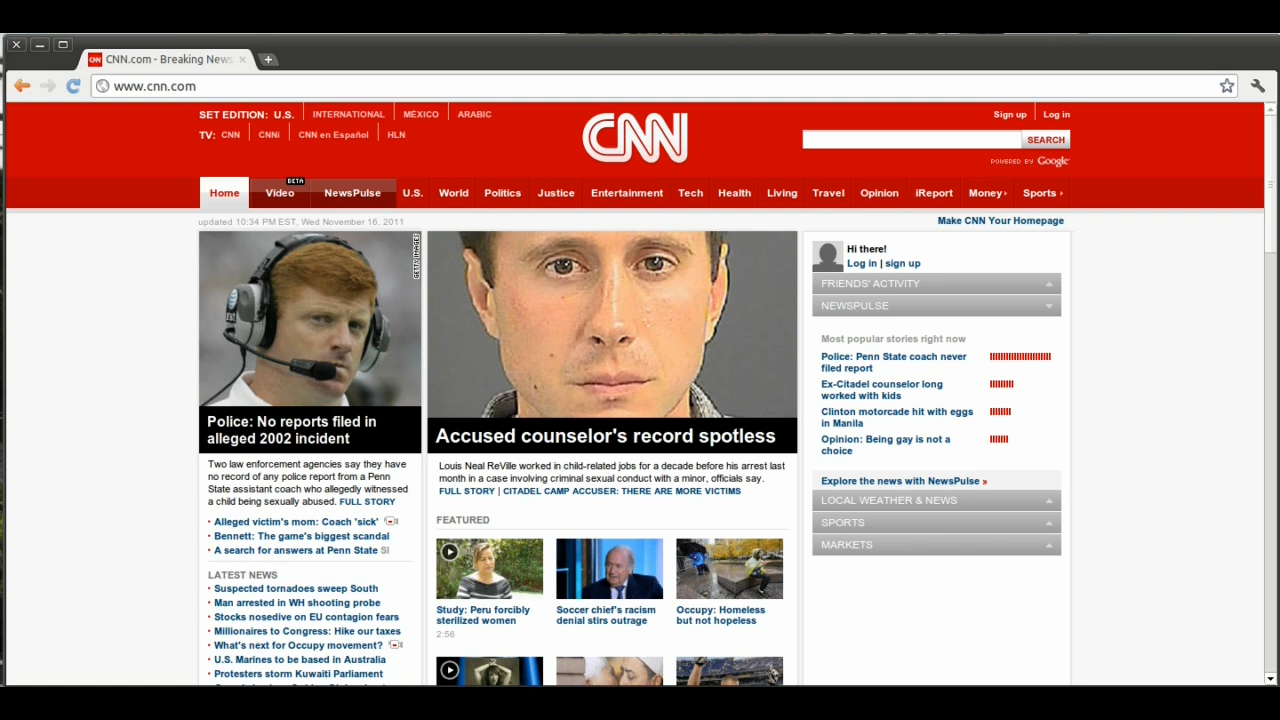 CNN.com - Breaking News
www.cnn.com
SET EDITION: U.S. INTERNATIONAL MÉXICO ARABIC
TV: CNN CNNi CNN en Español HLN
CNN
Sign up Log in
SEARCH
POWERED BY Google
BETA
Home Video NewsPulse U.S. World Politics Justice Entertainment Tech Health Living Travel Opinion iReport Money Sports
updated 10:34 PM EST, Wed November 16, 2011
Make CNN Your Homepage
GETTY IMAGES
AT&T
Police: No reports filed in
alleged 2002 incident
Two law enforcement agencies say they have
no record of any police report from a Penn
State assistant coach who allegedly witnessed
a child being sexually abused. FULL STORY
Alleged victim's mom: Coach 'sick'
Bennett: The game's biggest scandal
A search for answers at Penn State SI
LATEST NEWS
Suspected tornadoes sweep South
Man arrested in WH shooting probe
Stocks nosedive on EU contagion fears
Millionaires to Congress: Hike our taxes
What's next for Occupy movement?
U.S. Marines to be based in Australia
Protesters storm Kuwaiti Parliament
Accused counselor's record spotless
Louis Neal ReVille worked in child-related jobs for a decade before his arrest last
month in a case involving criminal sexual conduct with a minor, officials say.
FULL STORY | CITADEL CAMP ACCUSER: THERE ARE MORE VICTIMS
FEATURED
Study: Peru forcibly
sterilized women
2:56
Soccer chief's racism
denial stirs outrage
Occupy: Homeless
but not hopeless
Hi there!
Log in | sign up
FRIENDS' ACTIVITY
NEWSPULSE
Most popular stories right now
Police: Penn State coach never
filed report
Ex-Citadel counselor long
worked with kids
Clinton motorcade hit with eggs
in Manila
Opinion: Being gay is not a
choice
Explore the news with NewsPulse »
LOCAL WEATHER & NEWS
SPORTS
MARKETS